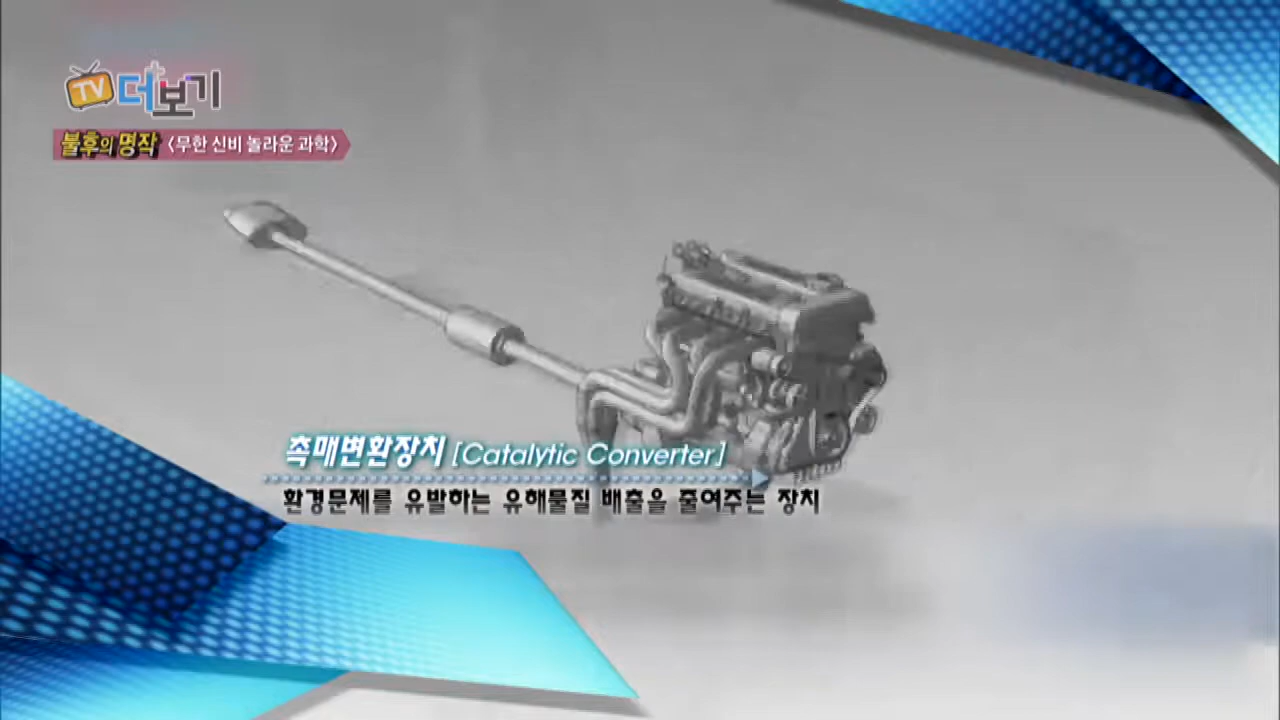 TV 더보기
불후의 명작 <무한 신비 놀라운 과학>
촉매변환장치 [Catalytic Converter]
환경문제를 유발하는 유해물질 배출을 줄여주는 장치